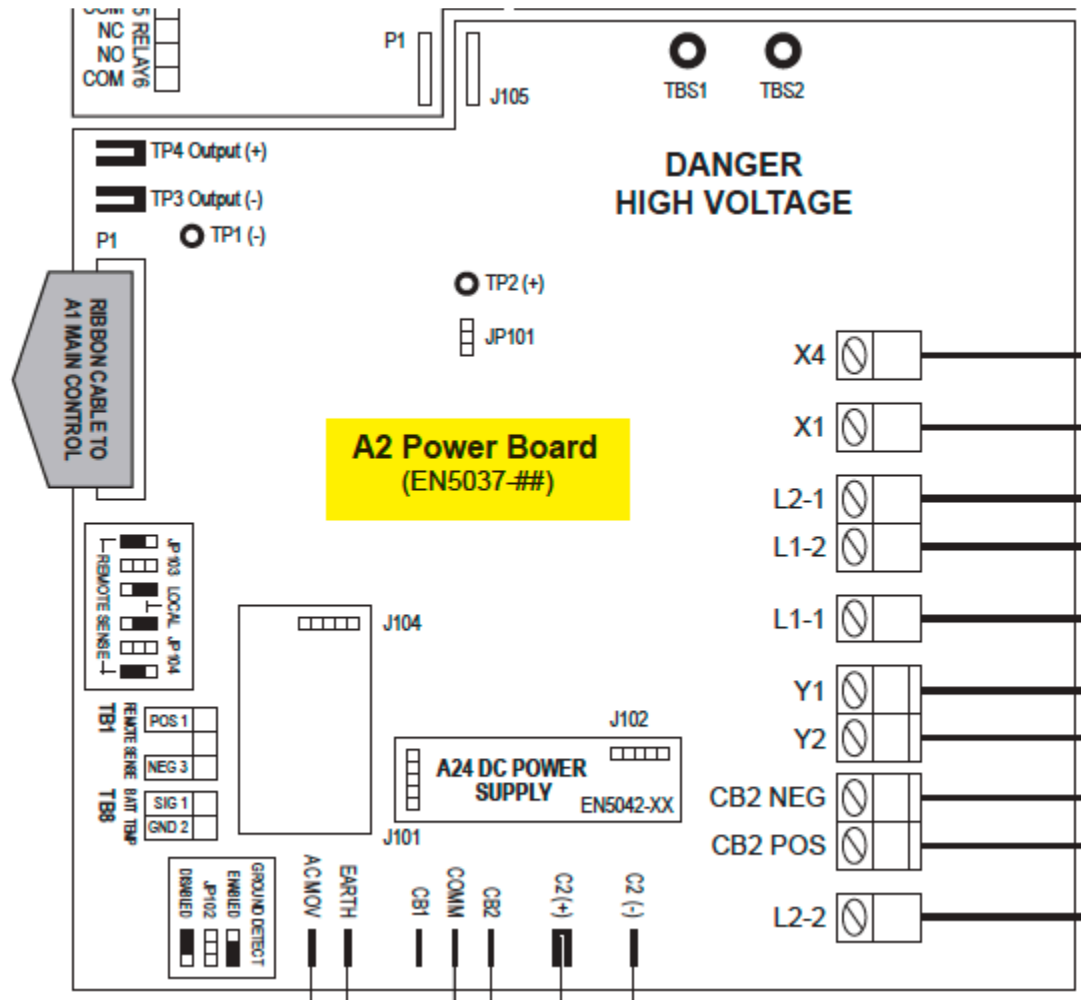 COM
NC
NO
COM
5 RELAY6
P1
J105
TBS1
TBS2
DANGER
HIGH VOLTAGE
TP4 Output (+)
TP3 Output (-)
TP1 (-)
P1
RIBBON CABLE TO
A1 MAIN CONTROL
TP2 (+)
JP101
A2 Power Board
(EN5037-##)
X4
X1
L2-1
L1-2
L1-1
Y1
Y2
CB2 NEG
CB2 POS
L2-2
JP103
LOCAL
JP104
REMOTE SENSE
J104
TB1
REMOTE SENSE
POS 1
NEG 3
TB8
BATT TEMP
SIG 1
GND 2
J102
A24 DC POWER
SUPPLY
EN5042-XX
J101
GROUND DETECT
ENABLED
JP102
DISABLED
ACMOV
EARTH
CB1
COMM
CB2
C2 (+)
C2 (-)